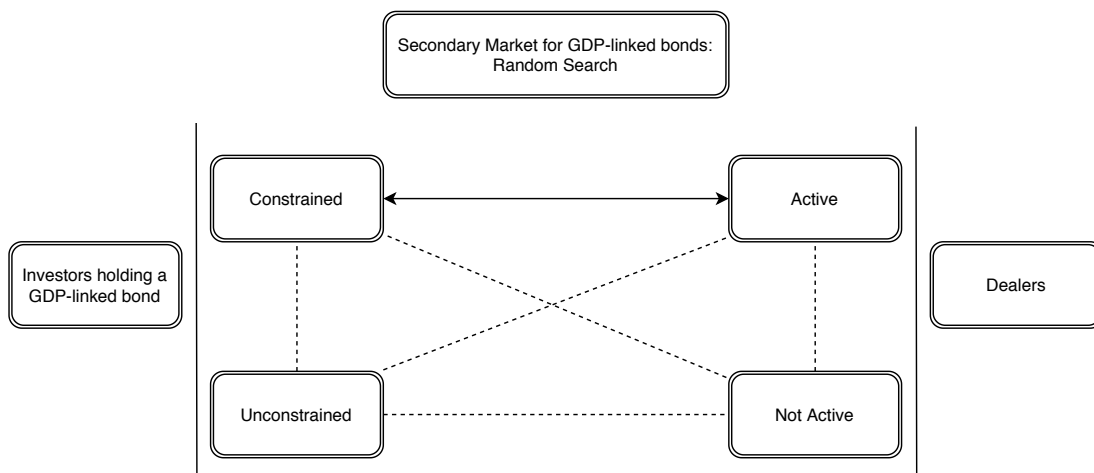 Secondary Market for GDP-linked bonds:
Random Search
Constrained
Active
Investors holding a
GDP-linked bond
Dealers
Unconstrained
Not Active